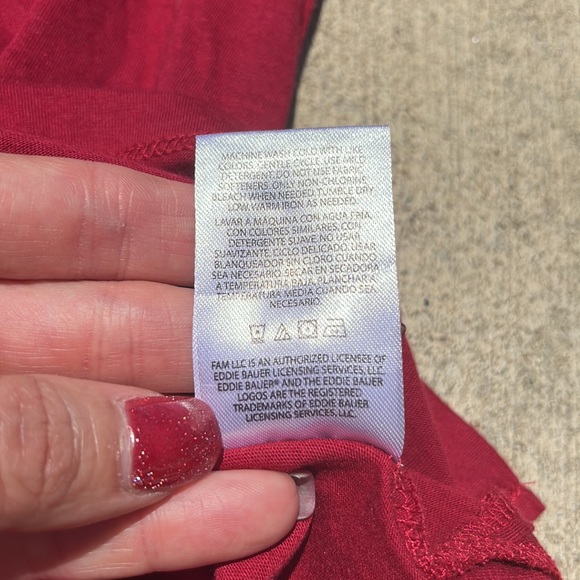 MACHINE WASH COLD WITH LIKE
COLORS. GENTLE CYCLE. USE MILD
DETERGENT. DO NOT USE FABRIC
SOFTENERS. ONLY NON-CHLORINE
BLEACH WHEN NEEDED. TUMBLE DRY
LOW. WARM IRON AS NEEDED.
LAVAR A MAQUINA CON AGUA FRIA,
CON COLORES SIMILARES, CON
DETERGENTE SUAVE. NO USAR
SUAVIZANTE. CICLO DELICADO. USAR
BLANQUEADOR SIN CLORO CUANDO
SEA NECESARIO. SECAR EN SECADORA
A TEMPERATURA BAJA. PLANCHAR A
TEMPERATURA MEDIA CUANDO SEA
NECESARIO.
FAM LLC IS AN AUTHORIZED LICENSEE OF
EDDIE BAUER LICENSING SERVICES, LLC.
EDDIE BAUER® AND THE EDDIE BAUER
LOGOS ARE THE REGISTERED
TRADEMARKS OF EDDIE BAUER
LICENSING SERVICES, LLC.